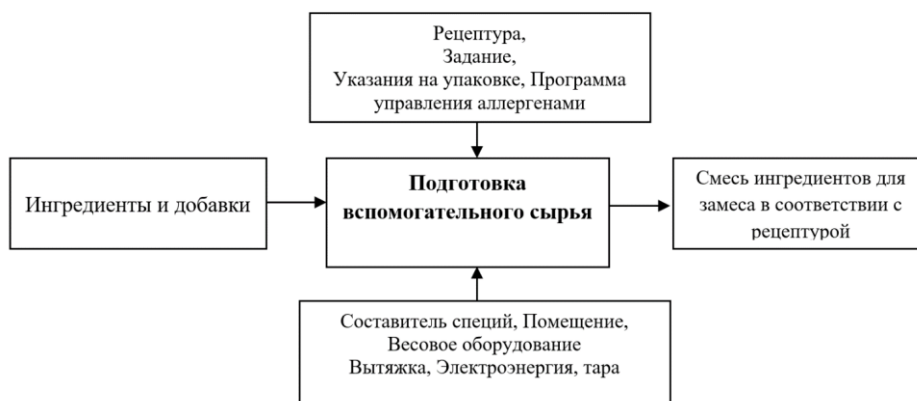 Рецептура,
Задание,
Указания на упаковке, Программа
управления аллергенами
Ингредиенты и добавки
Подготовка
вспомогательного сырья
Смесь ингредиентов для
замеса в соответствии с
рецептурой
Составитель специй, Помещение,
Весовое оборудование
Вытяжка, Электроэнергия, тара